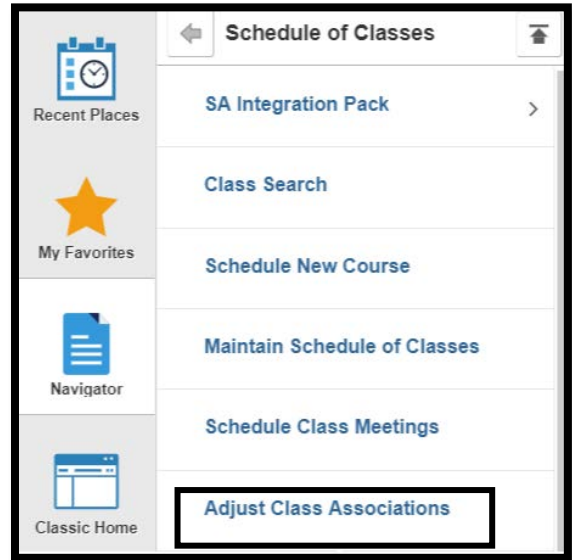 Schedule of Classes
Recent Places
SA Integration Pack
Class Search
My Favorites
Schedule New Course
Maintain Schedule of Classes
Navigator
Schedule Class Meetings
Adjust Class Associations
Classic Home